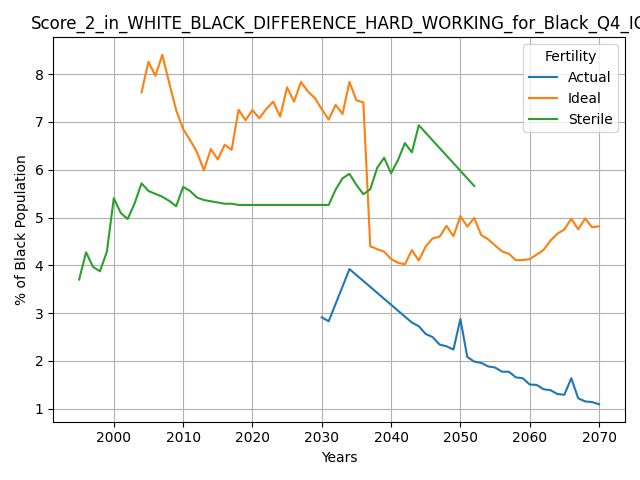 Score_2_in_WHITE_BLACK_DIFFERENCE_HARD_WORKING_for_Black_Q4_IC
Fertility
Actual
Ideal
Sterile
% of Black Population
8
7
6
5
4
3
2
1
2000 2010 2020 2030 2040 2050 2060 2070
Years